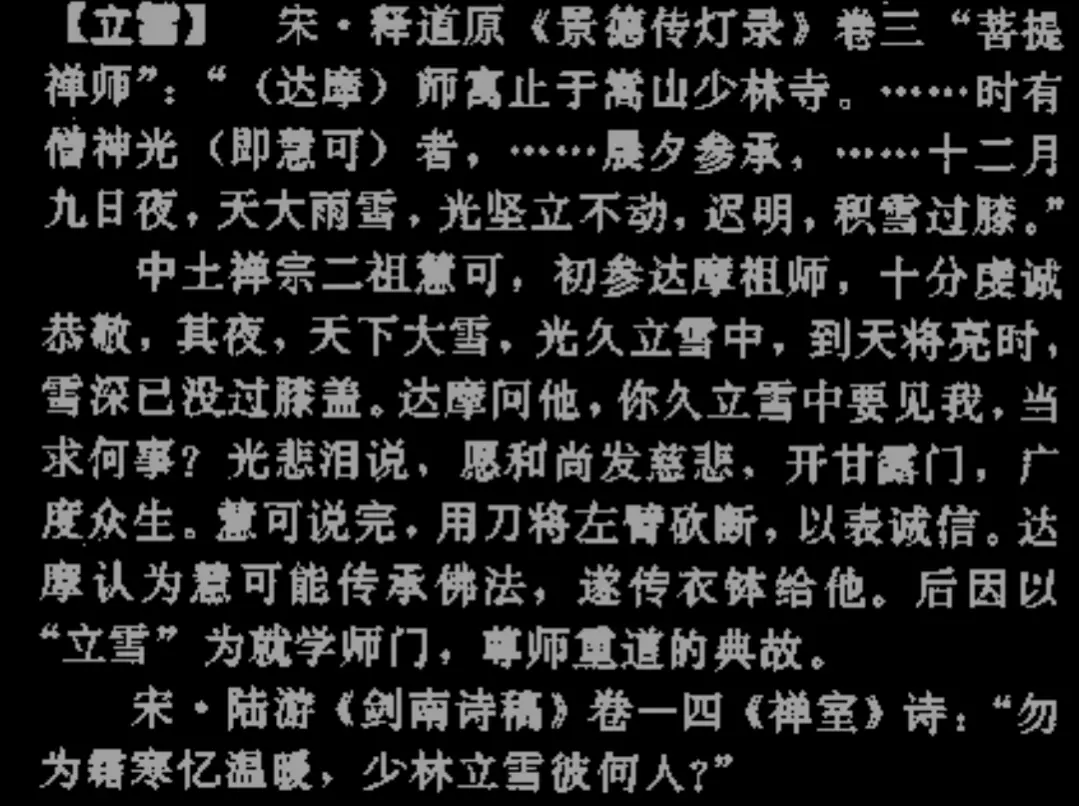 【立雪】 宋·释道原《景德传灯录》卷三“菩提
禅师”：“（达摩）师寓止于嵩山少林寺。……时有
僧神光（即慧可）者，……晨夕参承，……十二月
九日夜，天大雨雪，光坚立不动，迟明，积雪过膝。”
中土禅宗二祖慧可，初参达摩祖师，十分虔诚
恭敬，其夜，天下大雪，光久立雪中，到天将亮时，
雪深已没过膝盖。达摩问他，你久立雪中要见我，当
求何事？光悲泪说，愿和尚发慈悲，开甘露门，广
度众生。慧可说完，用刀将左臂砍断，以表诚信。达
摩认为慧可能传承佛法，遂传衣钵给他。后因以
“立雪”为就学师门，尊师重道的典故。
宋·陆游《剑南诗稿》卷一四《禅室》诗：“勿
为霜寒忆温暖，少林立雪彼何人？”